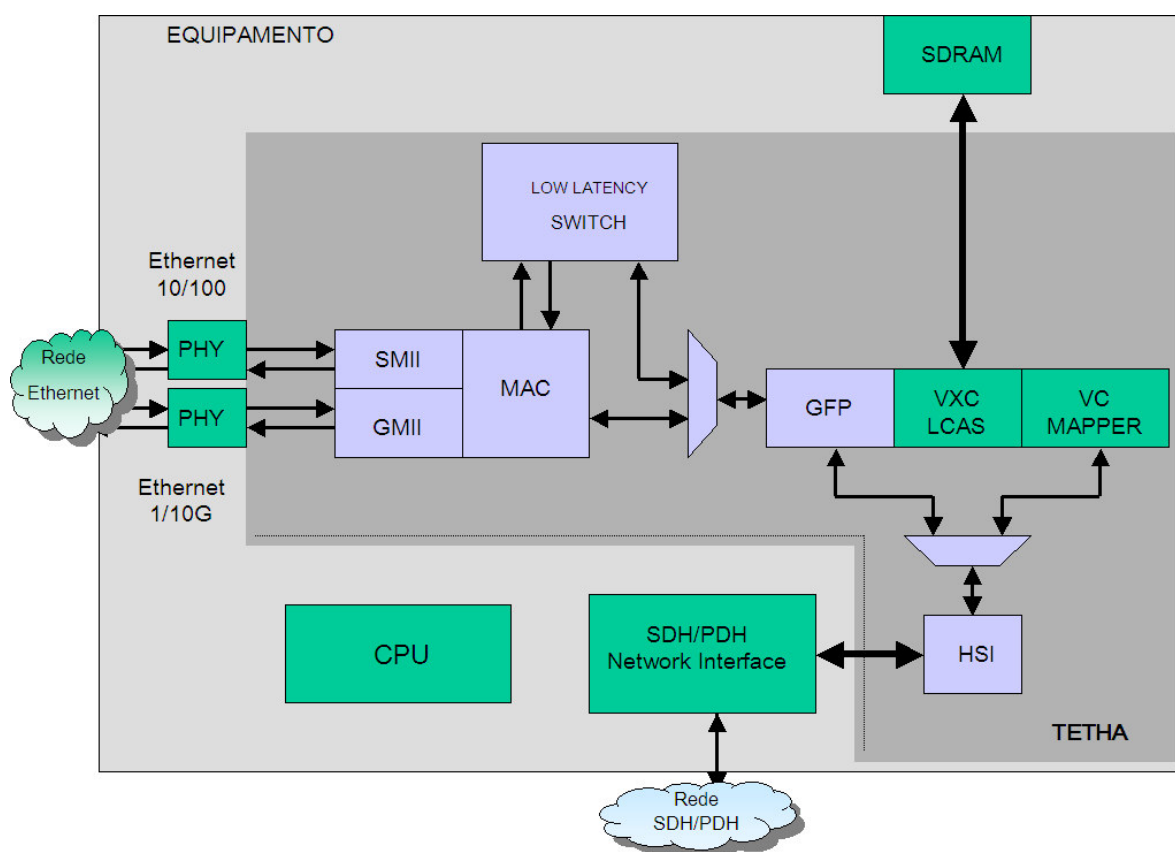 EQUIPAMENTO
SDRAM
LOW LATENCY
SWITCH
Ethernet
10/100
Rede
Ethernet
PHY
PHY
SMII
GMII
MAC
GFP
VXC
LCAS
VC
MAPPER
Ethernet
1/10G
CPU
SDH/PDH
Network Interface
HSI
TETHA
Rede
SDH/PDH